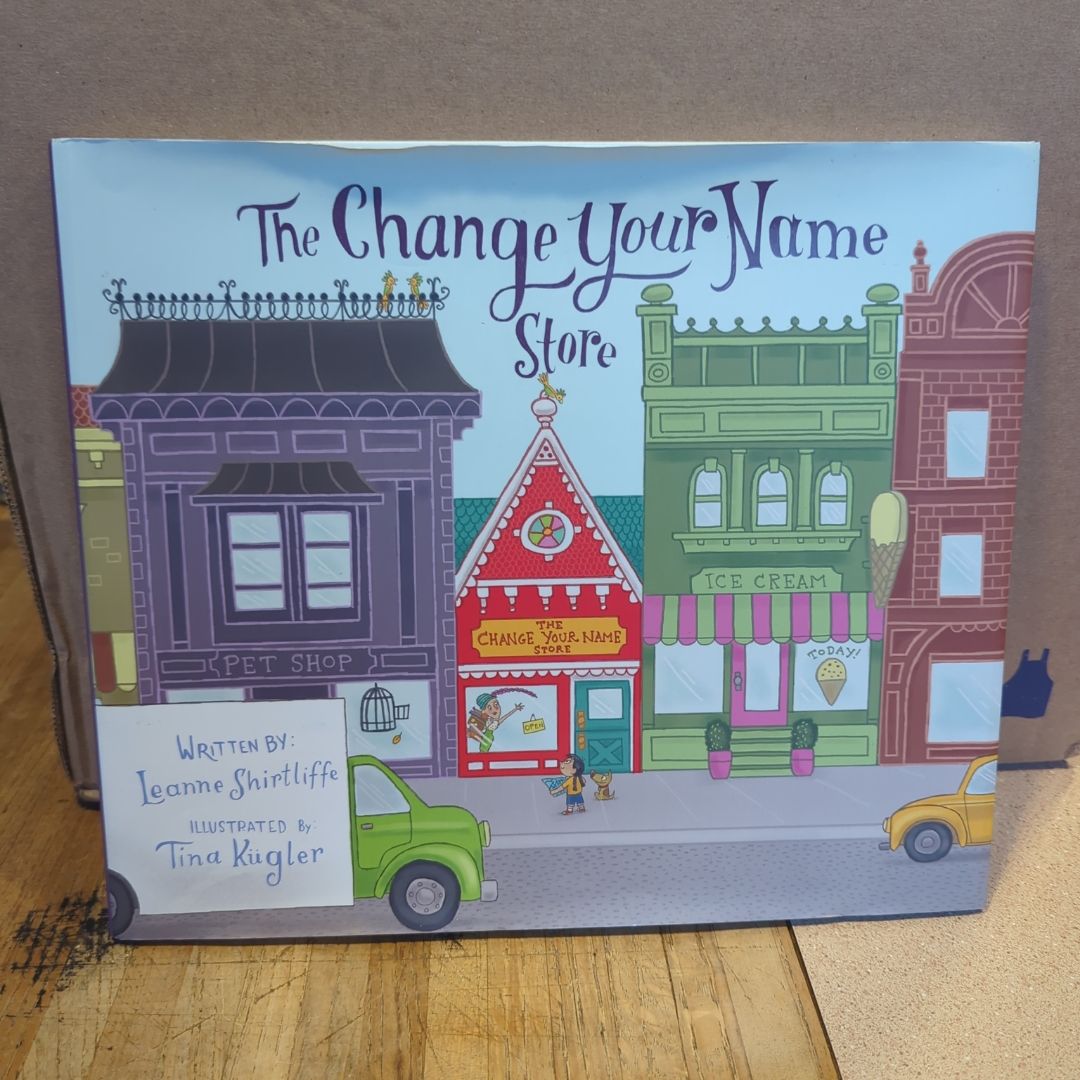 The Change Your Name
Store
ICE CREAM
THE
CHANGE YOUR NAME
STORE
PET SHOP
TODAY!
OPEN
WRITTEN BY:
Leanne Shirtliffe
ILLUSTRATED By:
Tina Kügler